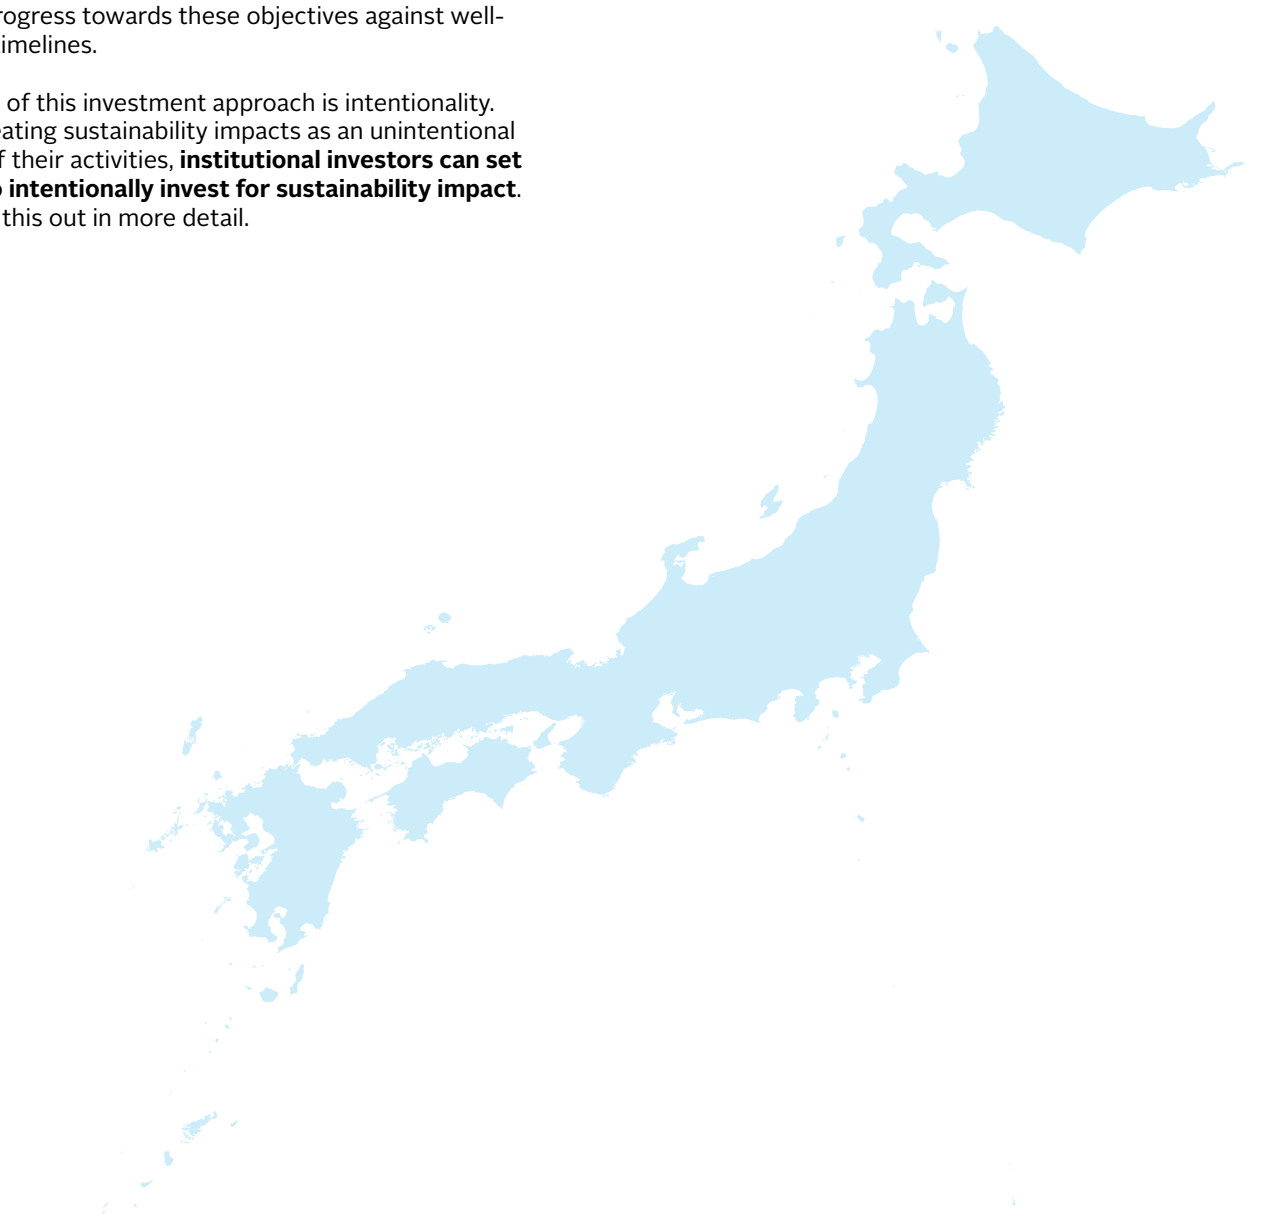 rogress towards these objectives against well-
imelines.
of this investment approach is intentionality.
eating sustainability impacts as an unintentional
f their activities, institutional investors can set
o intentionally invest for sustainability impact.
this out in more detail.